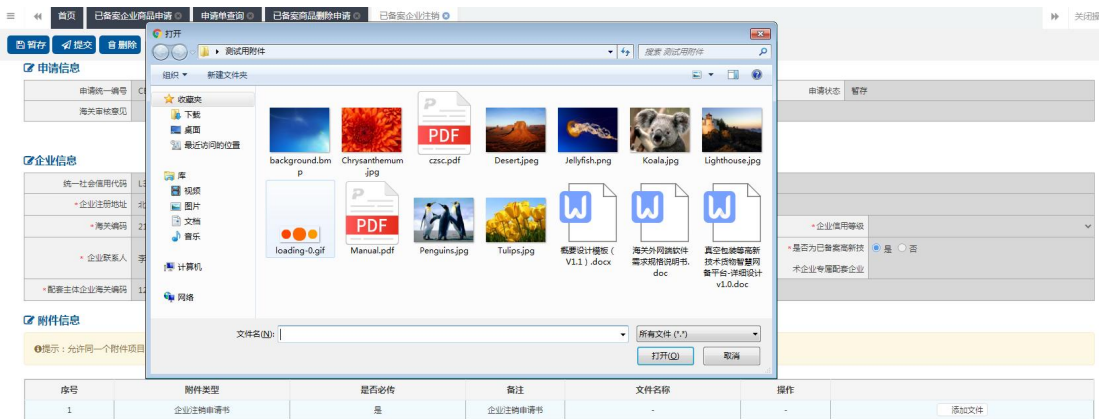 首页 已备案企业商品申请 申请单查询 已备案商品删除申请 已备案企业注销 关闭操
暂存 提交 删除
打开
测试用附件 搜索 测试用附件
组织 新建文件夹
申请信息
申请统一编号
申请状态 暂存
海关审核意见
企业信息
统一社会信用代码
*企业注册地址
*海关编码 21
*企业信用等级
*企业联系人 李
*是否为已备案高新技
术企业专属配套企业
是 否
*配套主体企业海关编码 12
收藏夹
下载
桌面
最近访问的位置
库
视频
图片
文档
音乐
计算机
网络
background.bm
p
Chrysanthemum
.jpg
PDF
czsc.pdf
Desert.jpeg
Jellyfish.png
Koala.jpg
Lighthouse.jpg
loading-0.gif
PDF
Manual.pdf
Penguins.jpg
Tulips.jpg
概要设计模板(
V1.1).docx
海关外网端软件
需求规格说明书.
doc
真空包装等高新
技术货物智慧网
备平台-详细设计
v1.0.doc
文件名(N): 所有文件 (*.*)
打开(O) 取消
附件信息
提示:允许同一个附件项目
序号 附件类型 是否必传 备注 文件名称 操作
1 企业注销申请书 是 企业注销申请书 - - 添加文件